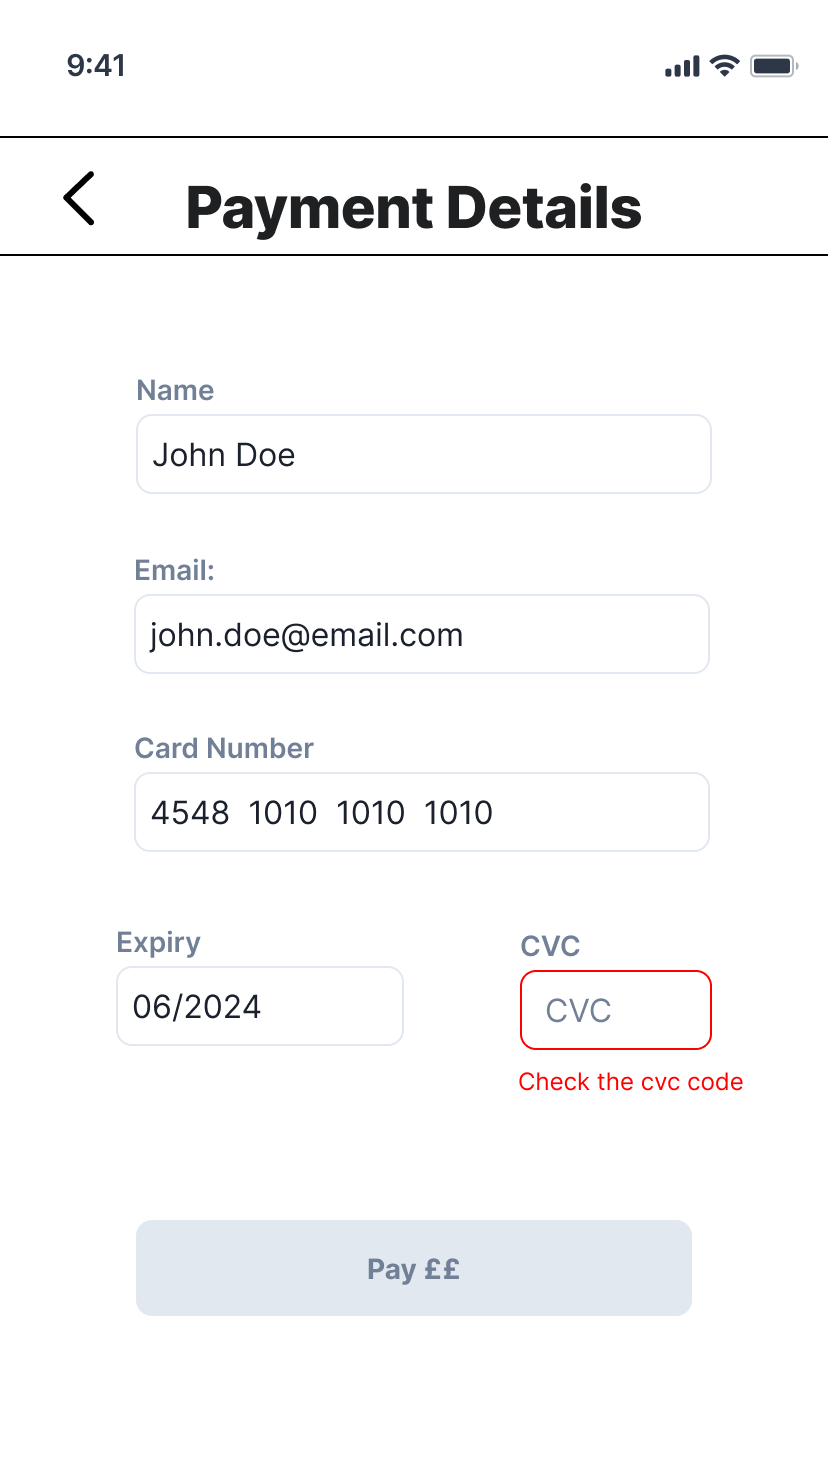 9:41
Payment Details
Name
John Doe
Email:
john.doe@email.com
Card Number
4548 1010 1010 1010
Expiry
CVC
06/2024
CVC
Check the cvc code
Pay ££